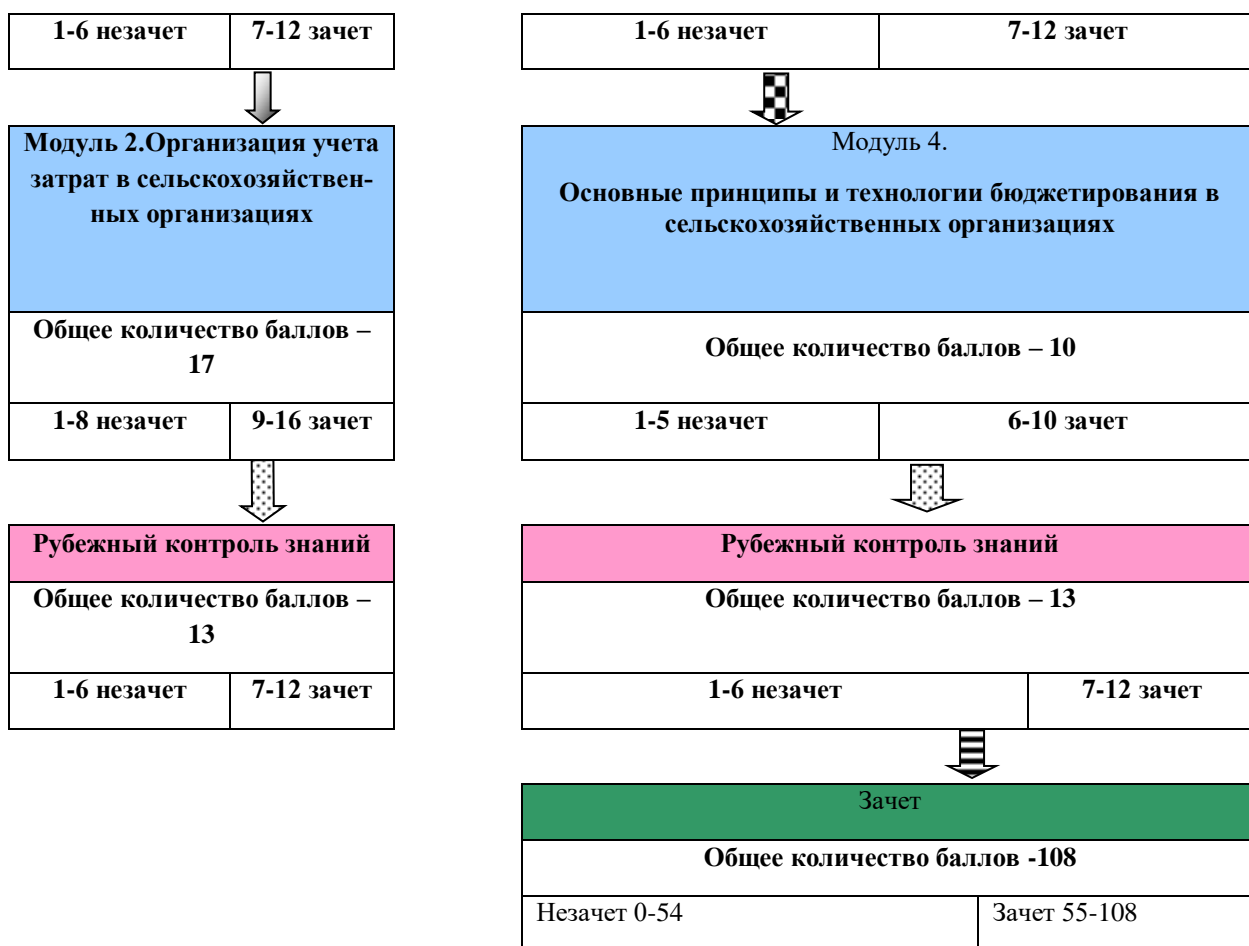 1-6 незачет 7-12 зачет
Модуль 2.Организация учета
затрат в сельскохозяйствен-
ных организациях
Общее количество баллов –
17
1-8 незачет 9-16 зачет
Рубежный контроль знаний
Общее количество баллов –
13
1-6 незачет 7-12 зачет
1-6 незачет 7-12 зачет
Модуль 4.
Основные принципы и технологии бюджетирования в
сельскохозяйственных организациях
Общее количество баллов – 10
1-5 незачет 6-10 зачет
Рубежный контроль знаний
Общее количество баллов – 13
1-6 незачет 7-12 зачет
Зачет
Общее количество баллов -108
Незачет 0-54 Зачет 55-108